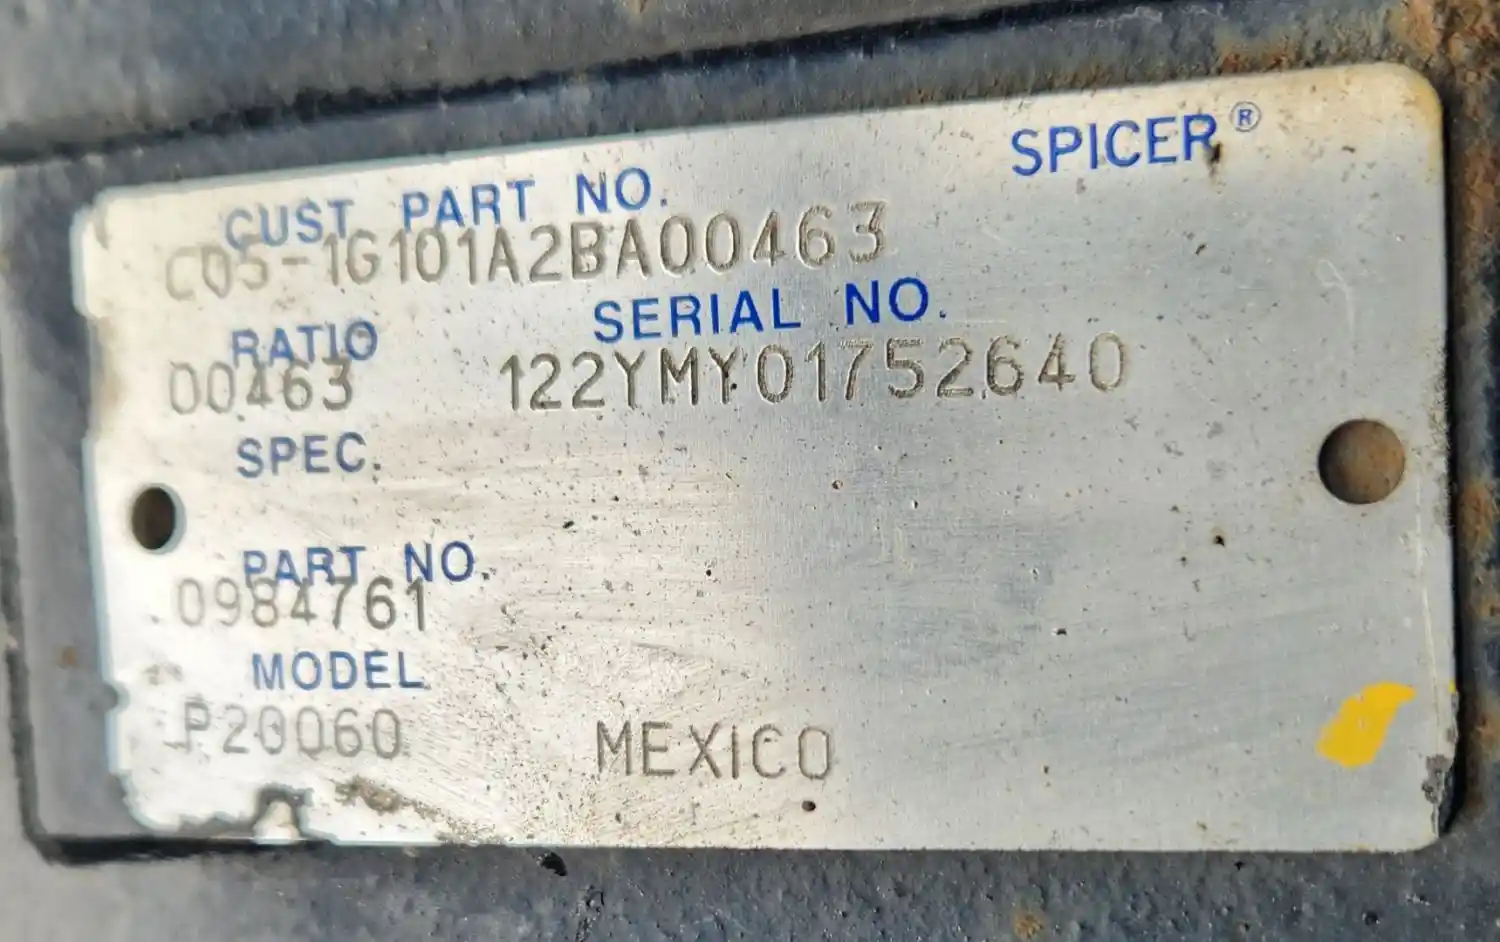 SPICER®
CUST PART NO.
C05-1G101A2BA00463
RATIO SERIAL NO.
00463 122YMY01752640
SPEC.
PART NO.
0984761
MODEL
P20060 MEXICO